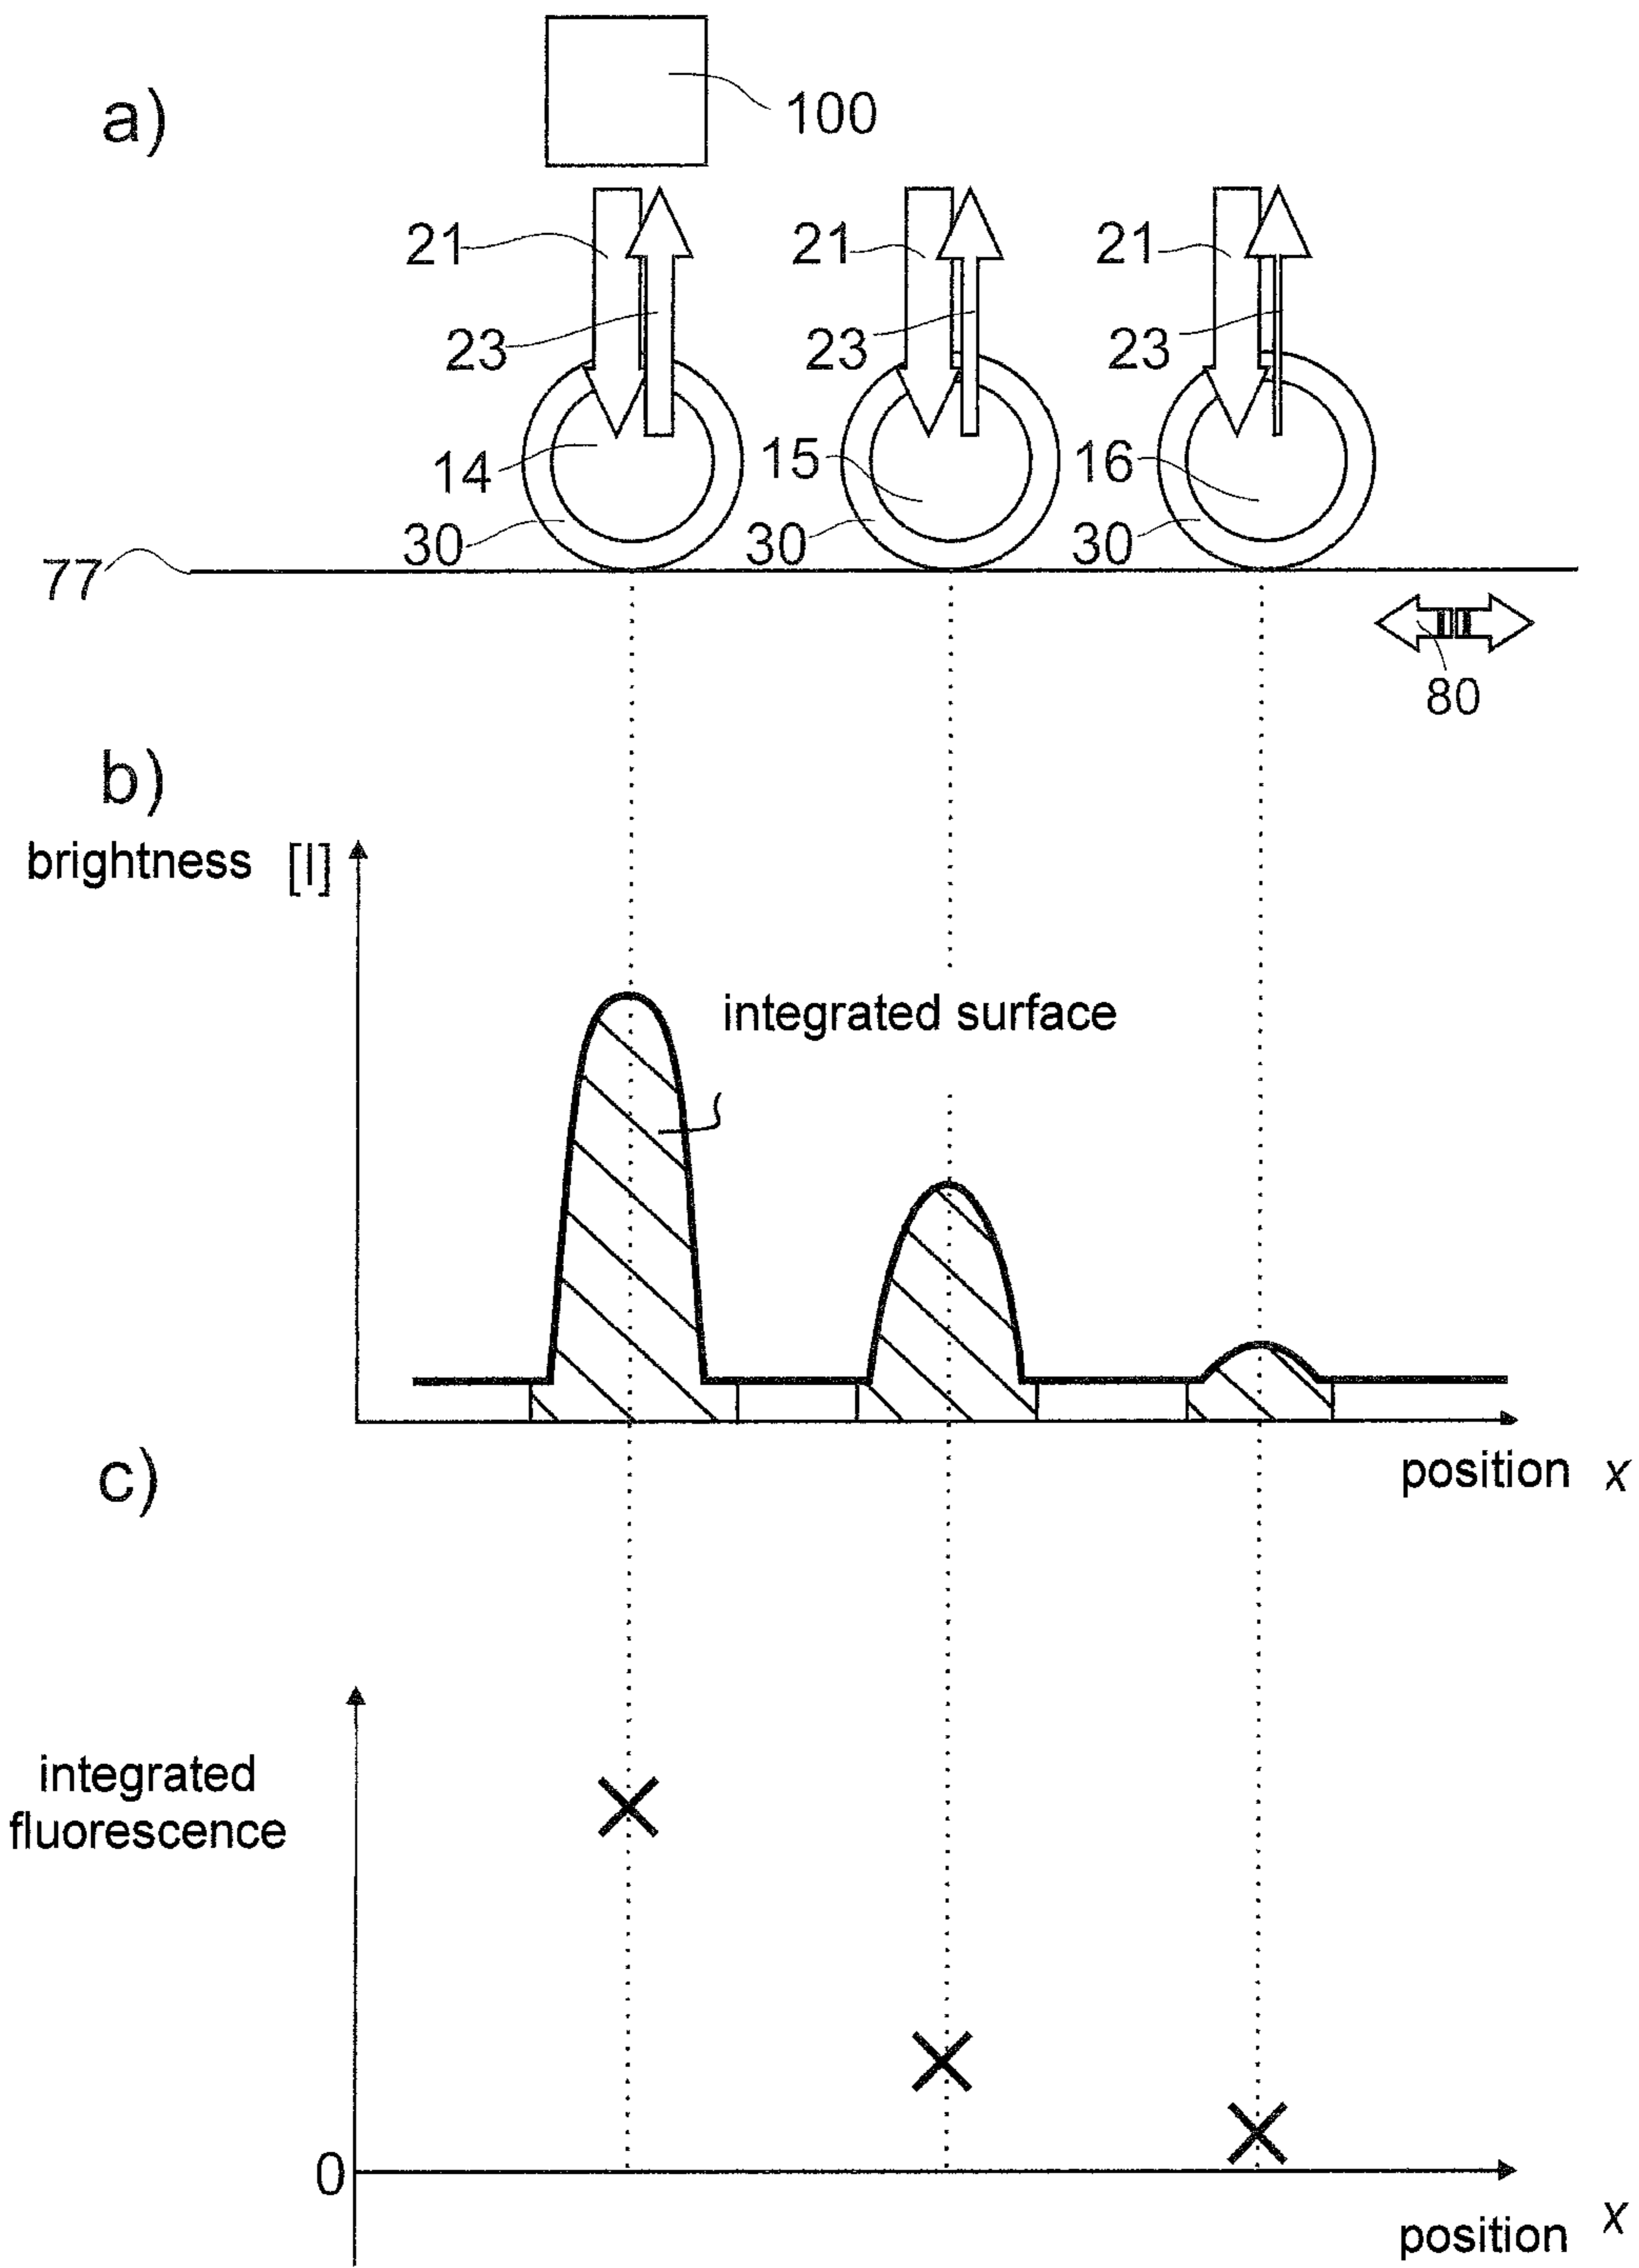 a)
100
21 21 21
23 23 23
14 15 16
30 30 30
77
80
b)
brightness [I]
integrated surface
position x
c)
integrated
fluorescence
0
position x